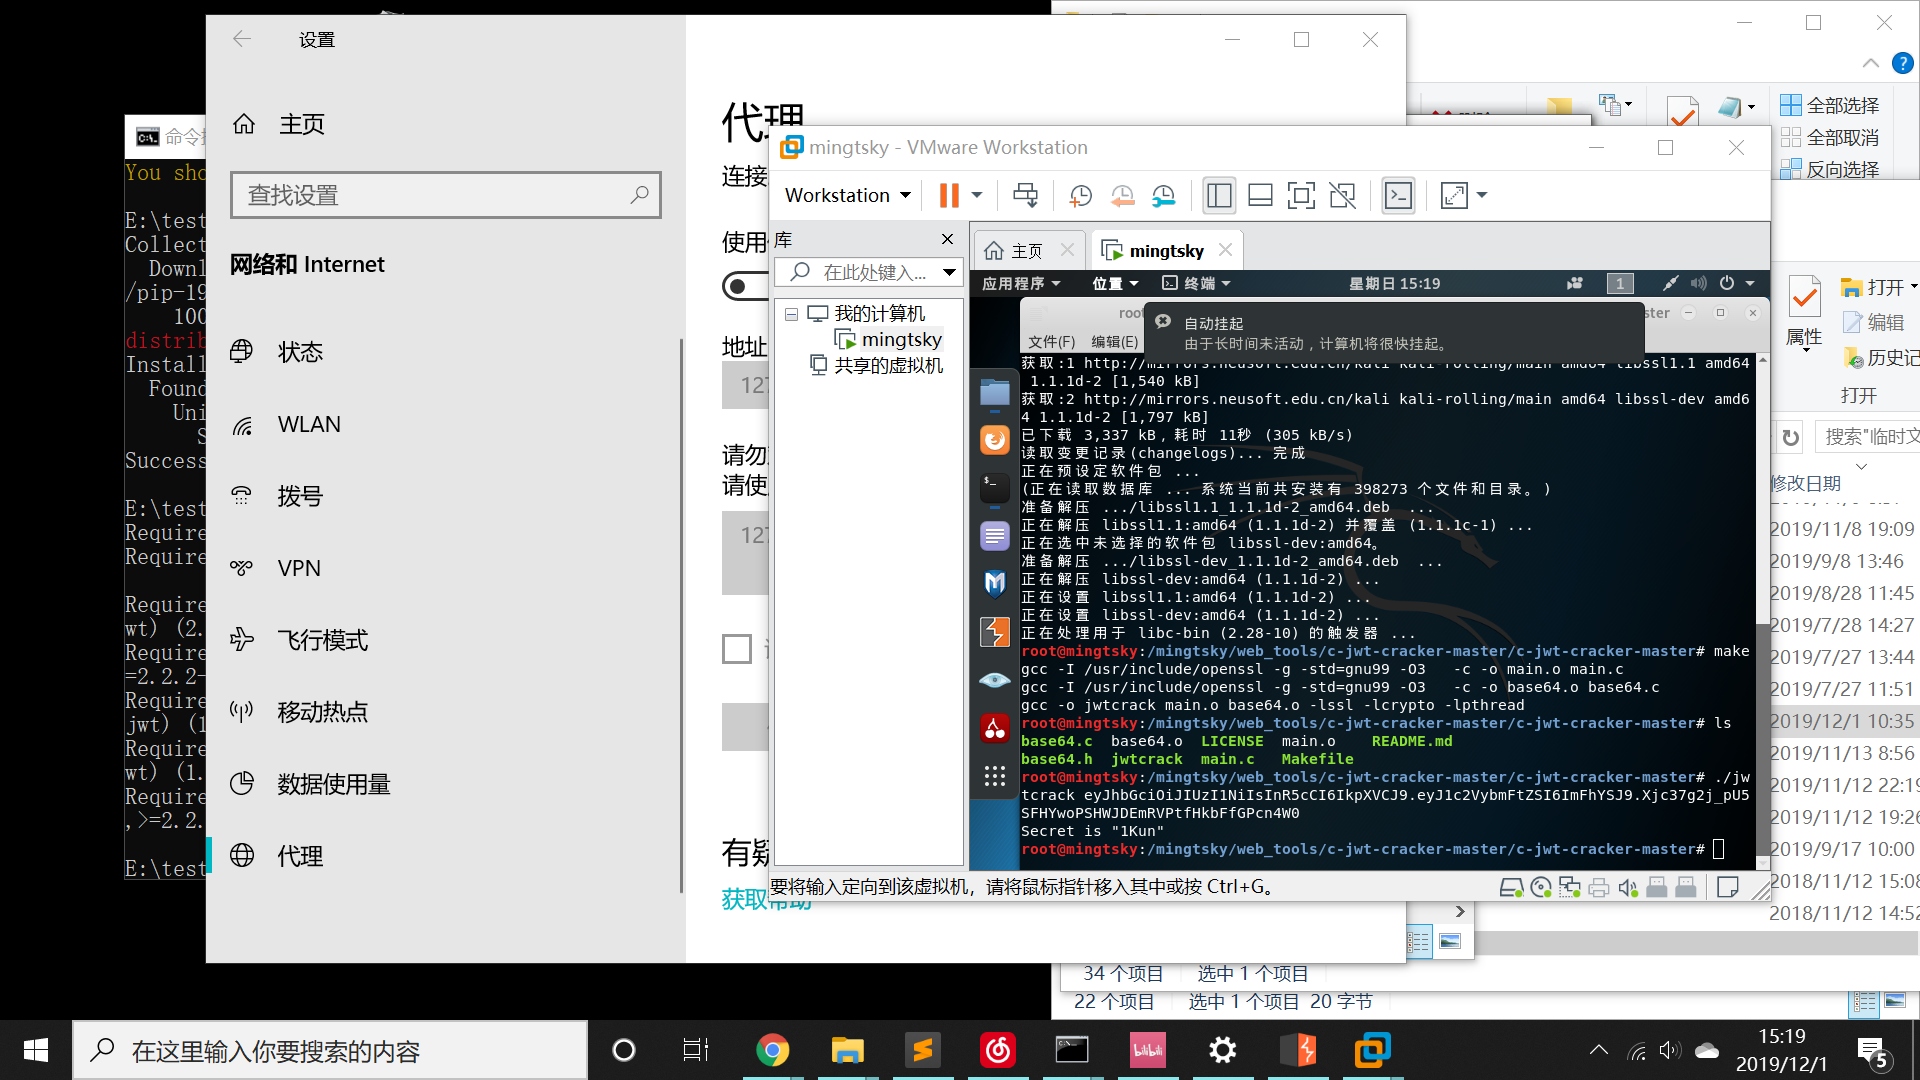 设置
主页
查找设置
网络和 Internet
状态
WLAN
拨号
VPN
飞行模式
移动热点
数据使用量
代理
代理
连接
使用
地址
127
请勿
请使
127
有疑
获取帮助
You sho
E:\test
Collect
Downl
/pip-19
100
distrib
Install
Found
Uni
S
Success
E:\test
Require
Require
Require
wt) (2.
Require
=2.2.2-
Require
jwt) (1
Require
wt) (1.
Require
,>=2.2.
E:\test
mingtsky - VMware Workstation
Workstation
库
在此处键入...
我的计算机
mingtsky
共享的虚拟机
主页
mingtsky
应用程序 位置 终端 星期日 15:19 1
文件(F) 编辑(E)
自动挂起
由于长时间未活动，计算机将很快挂起。
获取:1 http://mirrors.neusoft.edu.cn/kali kali-rolling/main amd64 libssl1.1 amd64
1.1.1d-2 [1,540 kB]
获取:2 http://mirrors.neusoft.edu.cn/kali kali-rolling/main amd64 libssl-dev amd6
4 1.1.1d-2 [1,797 kB]
已下载 3,337 kB，耗时 11秒 (305 kB/s)
读取变更记录(changelogs)... 完成
正在预设定软件包 ...
(正在读取数据库 ... 系统当前共安装有 398273 个文件和目录。)
准备解压 .../libssl1.1_1.1.1d-2_amd64.deb ...
正在解压 libssl1.1:amd64 (1.1.1d-2) 并覆盖 (1.1.1c-1) ...
正在选中未选择的软件包 libssl-dev:amd64。
准备解压 .../libssl-dev_1.1.1d-2_amd64.deb ...
正在解压 libssl-dev:amd64 (1.1.1d-2) ...
正在设置 libssl1.1:amd64 (1.1.1d-2) ...
正在设置 libssl-dev:amd64 (1.1.1d-2) ...
正在处理用于 libc-bin (2.28-10) 的触发器 ...
root@mingtsky:/mingtsky/web_tools/c-jwt-cracker-master/c-jwt-cracker-master# make
gcc -I /usr/include/openssl -g -std=gnu99 -O3 -c -o main.o main.c
gcc -I /usr/include/openssl -g -std=gnu99 -O3 -c -o base64.o base64.c
gcc -o jwtcrack main.o base64.o -lssl -lcrypto -lpthread
root@mingtsky:/mingtsky/web_tools/c-jwt-cracker-master/c-jwt-cracker-master# ls
base64.c base64.o LICENSE main.o README.md
base64.h jwtcrack main.c Makefile
root@mingtsky:/mingtsky/web_tools/c-jwt-cracker-master/c-jwt-cracker-master# ./jw
tcrack eyJhbGciOiJIUzI1NiIsInR5cCI6IkpXVCJ9.eyJ1c2VybmFtZSI6ImFhYSJ9.Xjc37g2j_pU5
SFHYwoPSHWJDEmRVPtfHkbFfGPcn4W0
Secret is "1Kun"
root@mingtsky:/mingtsky/web_tools/c-jwt-cracker-master/c-jwt-cracker-master#
要将输入定向到该虚拟机，请将鼠标指针移入其中或按 Ctrl+G。
全部选择
全部取消
反向选择
属性
打开
编辑
历史记
打开
搜索"临时文
修改日期
2019/11/8 19:09
2019/9/8 13:46
2019/8/28 11:45
2019/7/28 14:27
2019/7/27 13:44
2019/7/27 11:51
2019/12/1 10:35
2019/11/13 8:56
2019/11/12 22:19
2019/11/12 19:26
2019/9/17 10:00
2018/11/12 15:08
2018/11/12 14:52
34 个项目 选中 1 个项目
22 个项目 选中 1 个项目 20 字节
在这里输入你要搜索的内容
bilibili
15:19
2019/12/1
5